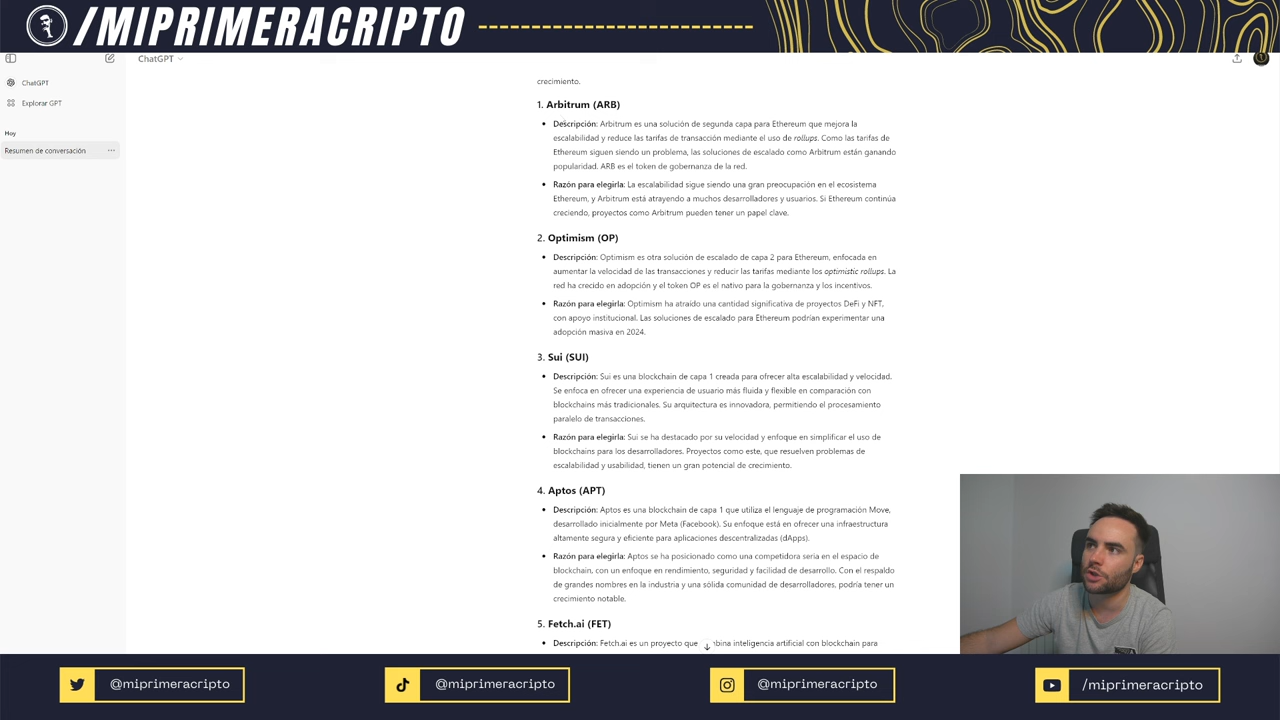 /MIPRIMERACRIPTO
ChatGPT
ChatGPT
Explorar GPT
Hoy
Resumen de conversación
crecimiento.
1. Arbitrum (ARB)
Descripción: Arbitrum es una solución de segunda capa para Ethereum que mejora la
escalabilidad y reduce las tarifas de transacción mediante el uso de rollups. Como las tarifas de
Ethereum siguen siendo un problema, las soluciones de escalado como Arbitrum están ganando
popularidad. ARB es el token de gobernanza de la red.
Razón para elegirla: La escalabilidad sigue siendo una gran preocupación en el ecosistema
Ethereum, y Arbitrum está atrayendo a muchos desarrolladores y usuarios. Si Ethereum continúa
creciendo, proyectos como Arbitrum pueden tener un papel clave.
2. Optimism (OP)
Descripción: Optimism es otra solución de escalado de capa 2 para Ethereum, enfocada en
aumentar la velocidad de las transacciones y reducir las tarifas mediante los optimistic rollups. La
red ha crecido en adopción y el token OP es el nativo para la gobernanza y los incentivos.
Razón para elegirla: Optimism ha atraído una cantidad significativa de proyectos DeFi y NFT,
con apoyo institucional. Las soluciones de escalado para Ethereum podrían experimentar una
adopción masiva en 2024.
3. Sui (SUI)
Descripción: Sui es una blockchain de capa 1 creada para ofrecer alta escalabilidad y velocidad.
Se enfoca en ofrecer una experiencia de usuario más fluida y flexible en comparación con
blockchains más tradicionales. Su arquitectura es innovadora, permitiendo el procesamiento
paralelo de transacciones.
Razón para elegirla: Sui se ha destacado por su velocidad y enfoque en simplificar el uso de
blockchains para los desarrolladores. Proyectos como este, que resuelven problemas de
escalabilidad y usabilidad, tienen un gran potencial de crecimiento.
4. Aptos (APT)
Descripción: Aptos es una blockchain de capa 1 que utiliza el lenguaje de programación Move,
desarrollado inicialmente por Meta (Facebook). Su enfoque está en ofrecer una infraestructura
altamente segura y eficiente para aplicaciones descentralizadas (dApps).
Razón para elegirla: Aptos se ha posicionado como una competidora seria en el espacio de
blockchain, con un enfoque en rendimiento, seguridad y facilidad de desarrollo. Con el respaldo
de grandes nombres en la industria y una sólida comunidad de desarrolladores, podría tener un
crecimiento notable.
5. Fetch.ai (FET)
Descripción: Fetch.ai es un proyecto que inteligencia artificial con blockchain para
@miprimeracripto
@miprimeracripto
@miprimeracripto
/miprimeracripto